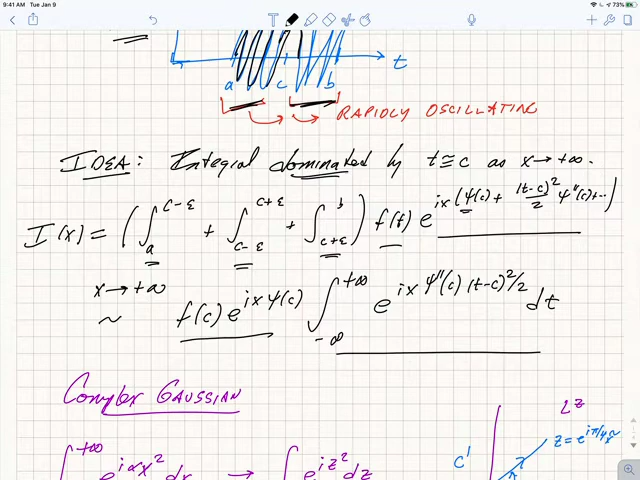 9:41 AM Tue Jan 9
73%
T
t
a c b
RAPIDLY OSCILLATING
IDEA: Integral dominated by t ≅ c as x → +∞.
I(x) = ( ∫_a^{c-ε} + ∫_{c-ε}^{c+ε} + ∫_{c+ε}^b ) f(t) e^{ix(ψ(c) + (t-c)²/2 ψ''(c) + ...}
x → +∞
~ f(c) e^{ixψ(c)} ∫_{-∞}^{+∞} e^{ixψ''(c)(t-c)²/2} dt
COMPLEX GAUSSIAN
∫^{+∞} e^{iαx²} dx → ∫ e^{iz²} dz
C'
z = e^{iπ/4}